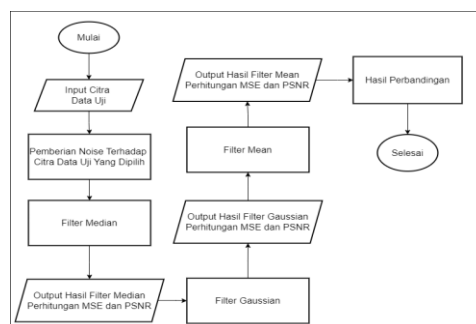 Mulai
Input Citra
Data Uji
Pemberian Noise Terhadap
Citra Data Uji Yang Dipilih
Filter Median
Output Hasil Filter Median
Perhitungan MSE dan PSNR
Filter Gaussian
Output Hasil Filter Gaussian
Perhitungan MSE dan PSNR
Filter Mean
Output Hasil Filter Mean
Perhitungan MSE dan PSNR
Hasil Perbandingan
Selesai